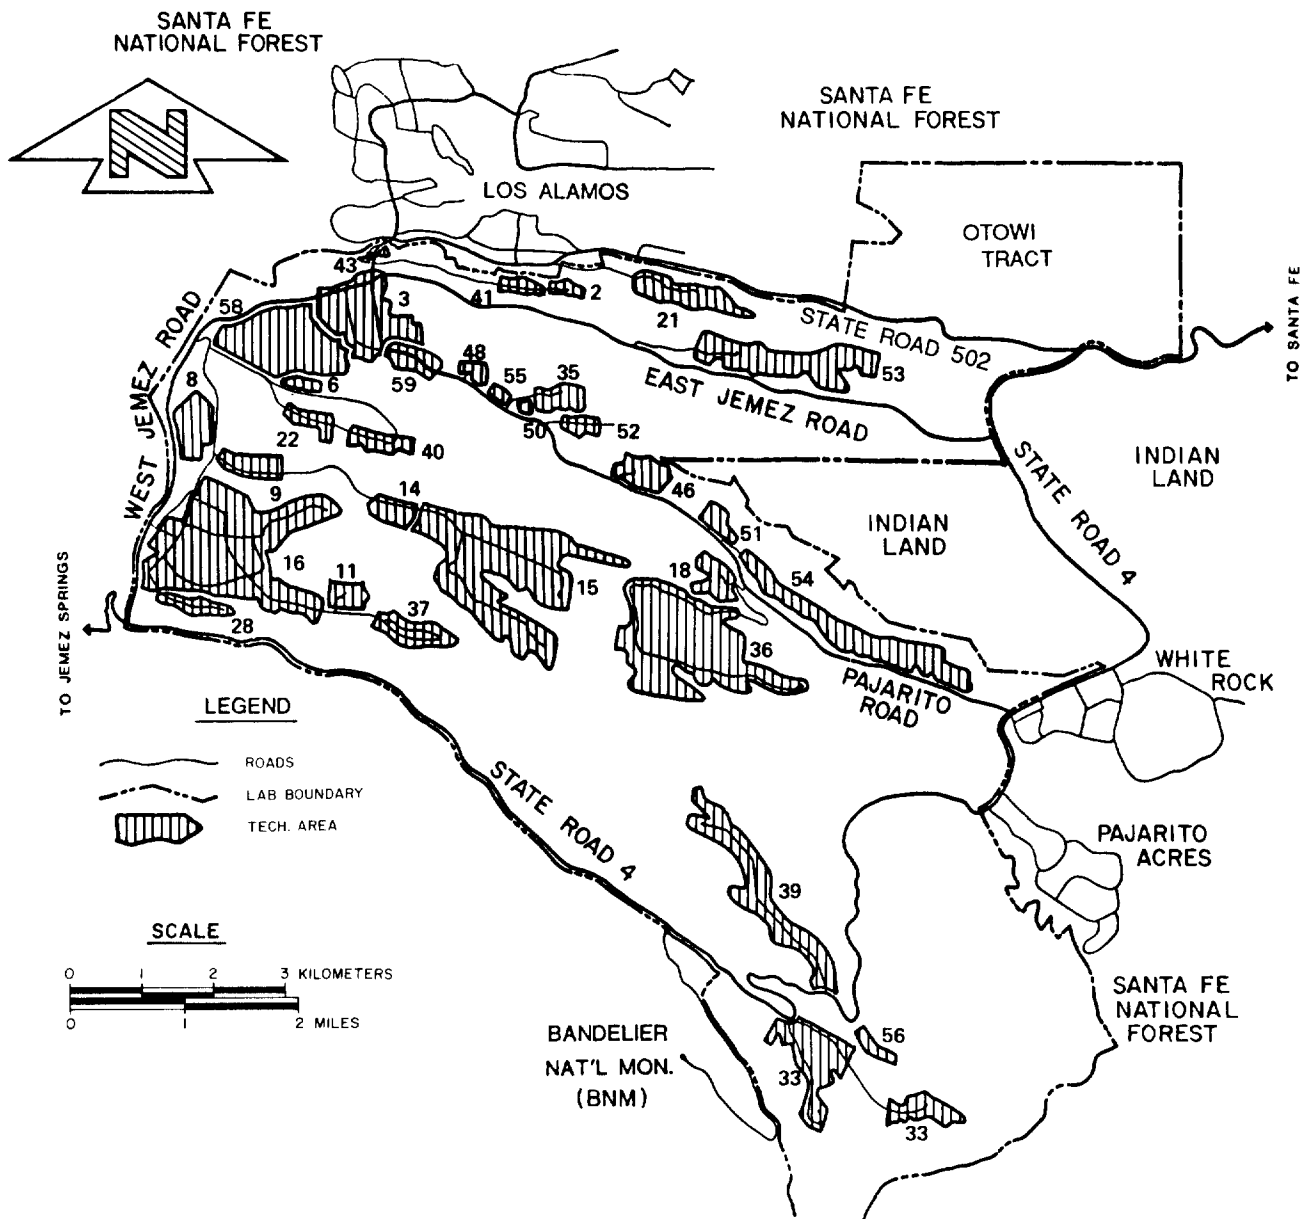 SANTA FE
NATIONAL FOREST
N
SANTA FE
NATIONAL FOREST
LOS ALAMOS
OTOWI
TRACT
TO SANTA FE
43
41
2
21
STATE ROAD 502
58
3
WEST JEMEZ ROAD
8
6
59
48
55
35
50
52
EAST JEMEZ ROAD
53
22
40
9
14
46
51
INDIAN
LAND
STATE ROAD 4
INDIAN
LAND
16
11
37
28
15
18
54
36
PAJARITO
ROAD
TO JEMEZ SPRINGS
WHITE
ROCK
LEGEND
ROADS
LAB BOUNDARY
TECH. AREA
STATE ROAD 4
PAJARITO
ACRES
39
SCALE
0 1 2 3 KILOMETERS
0 1 2 MILES
BANDELIER
NAT'L MON.
(BNM)
33
56
33
SANTA FE
NATIONAL
FOREST